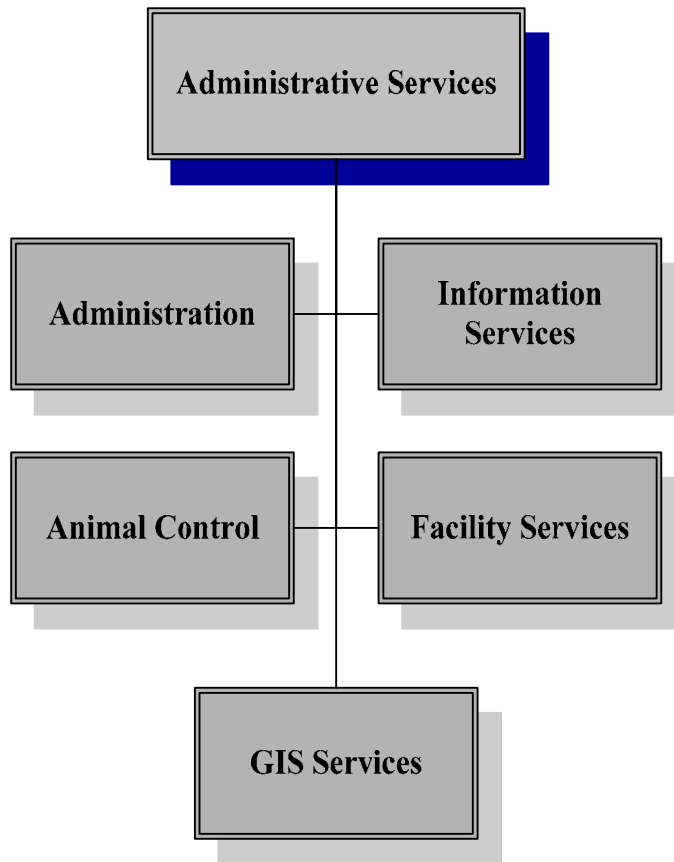 Administrative Services
Administration
Information
Services
Animal Control
Facility Services
GIS Services